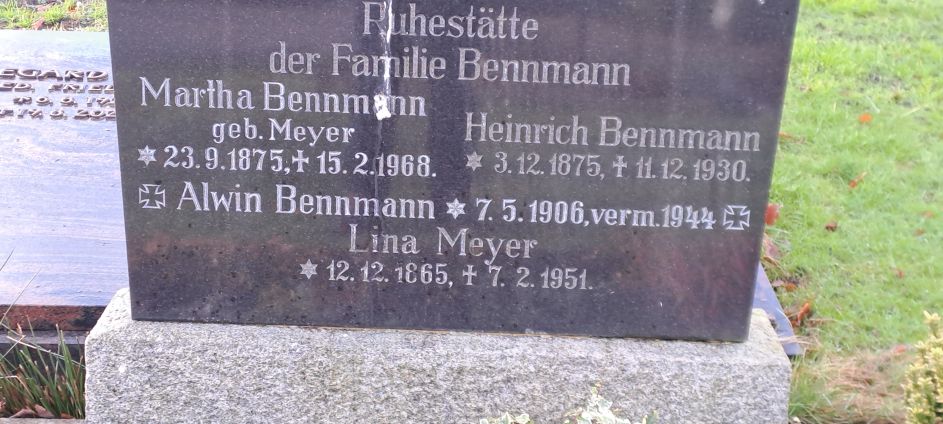 Ruhestätte
der Familie Bennmann
Martha Bennmann
geb. Meyer
* 23.9.1875, † 15.2.1968.
Heinrich Bennmann
* 3.12.1875, † 11.12.1930.
Alwin Bennmann * 7.5.1906, verm. 1944
Lina Meyer
* 12.12.1865, † 7.2.1951.